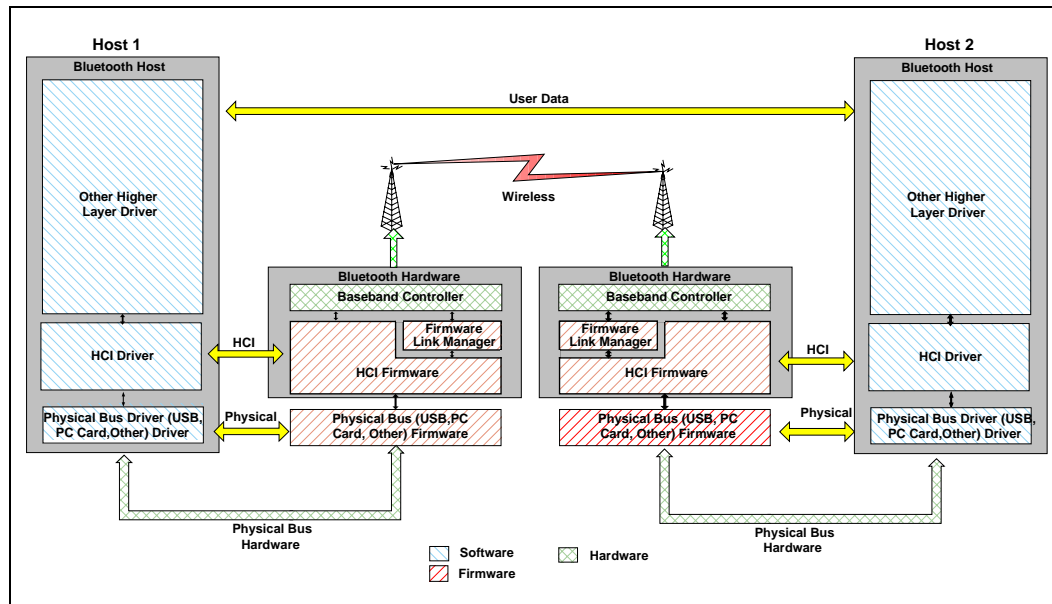 Host 1
Host 2
Bluetooth Host
Bluetooth Host
User Data
Other Higher
Layer Driver
Wireless
Other Higher
Layer Driver
Bluetooth Hardware
Bluetooth Hardware
Baseband Controller
Baseband Controller
HCI Driver
HCI
Firmware
Link Manager
HCI Firmware
Firmware
Link Manager
HCI Firmware
HCI
HCI Driver
Physical Bus Driver (USB,
PC Card,Other) Driver
Physical
Physical Bus (USB,PC
Card, Other) Firmware
Physical Bus (USB, PC
Card, Other) Firmware
Physical
Physical Bus Driver (USB,
PC Card,Other) Driver
Physical Bus
Hardware
Physical Bus
Hardware
Software
Hardware
Firmware